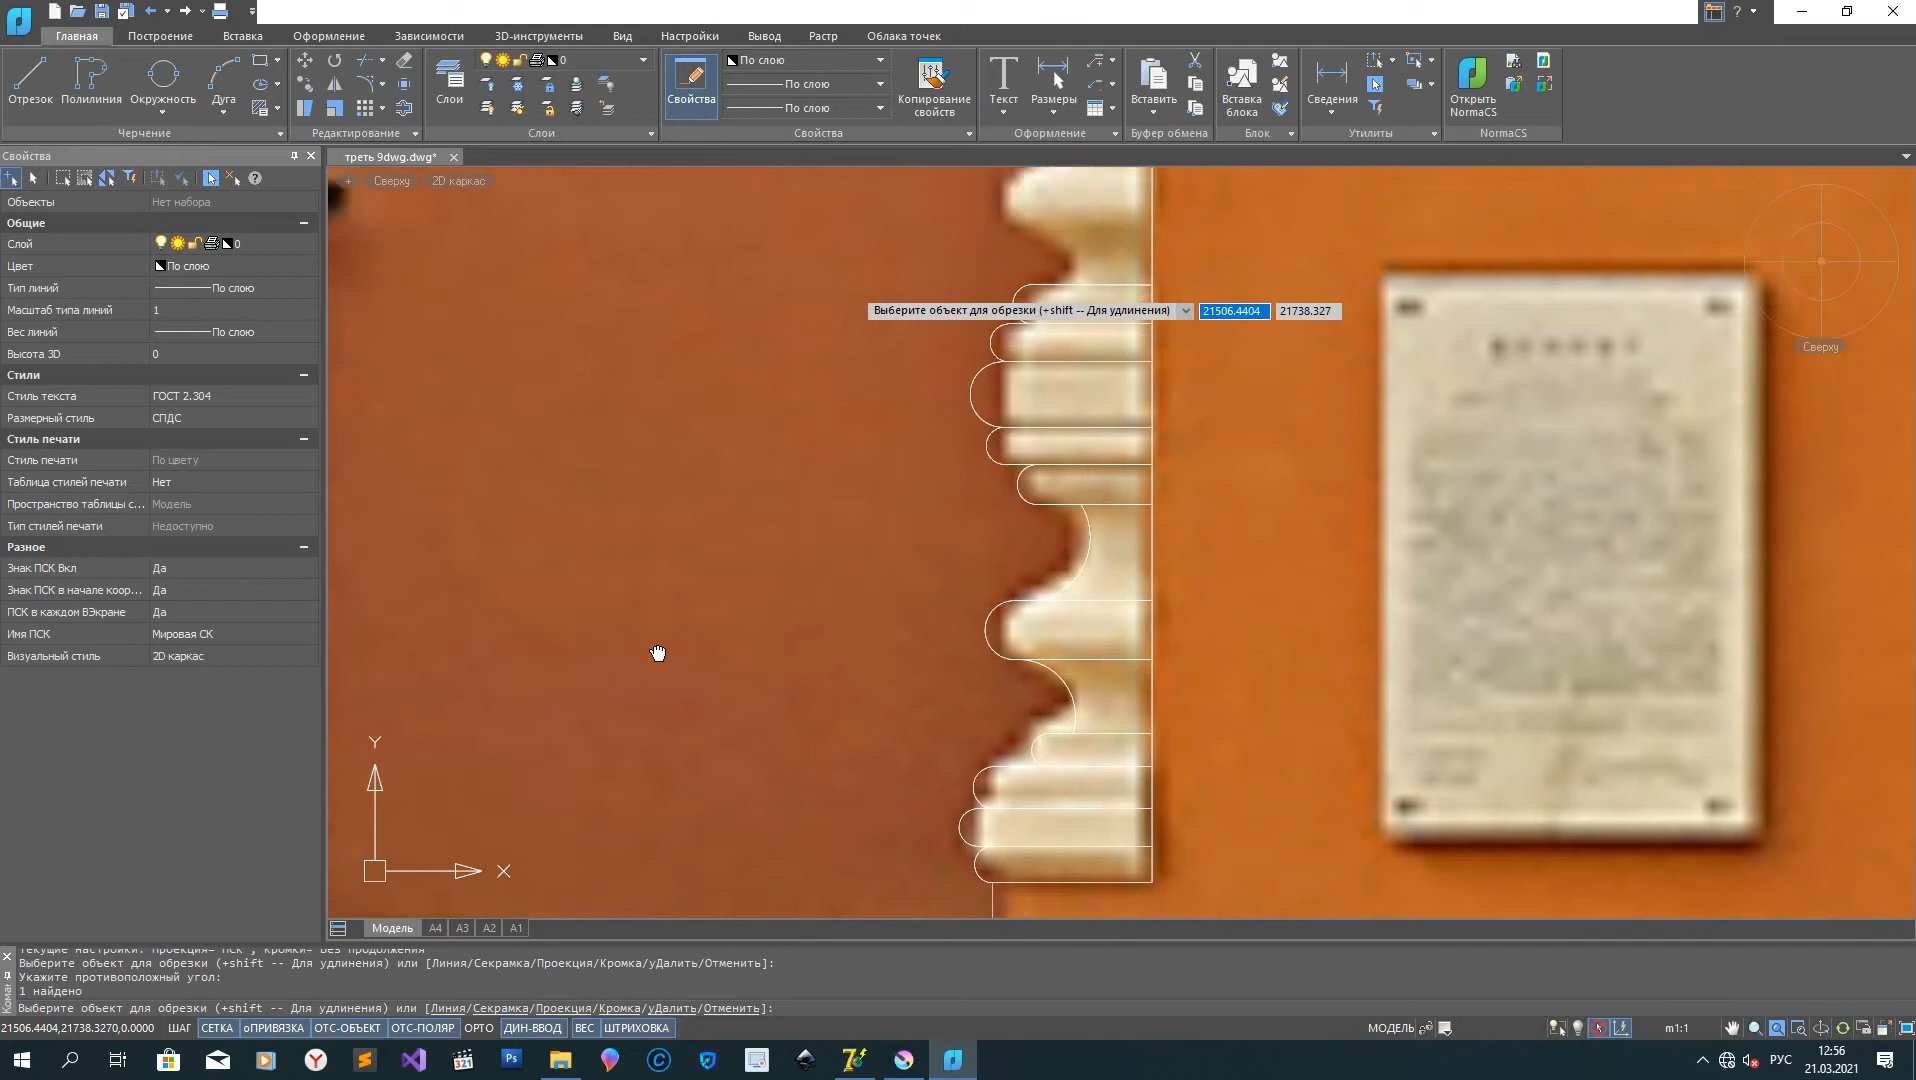 Главная Построение Вставка Оформление Зависимости 3D-инструменты Вид Настройки Вывод Растр Облака точек
Отрезок Полилиния Окружность Дуга
Слои
0
Свойства
По слою
По слою
По слою
Копирование свойств
Текст Размеры
Вставить
Вставка блока
Сведения
Открыть NormaCS
Черчение Редактирование Слои Свойства Оформление Буфер обмена Блок Утилиты NormaCS
Свойства
треть 9dwg.dwg*
+ Сверху 2D каркас
Объекты Нет набора
Общие
Слой 0
Цвет По слою
Тип линий По слою
Масштаб типа линий 1
Вес линий По слою
Высота 3D 0
Стили
Стиль текста ГОСТ 2.304
Размерный стиль СПДС
Стиль печати
Стиль печати По цвету
Таблица стилей печати Нет
Пространство таблицы с... Модель
Тип стилей печати Недоступно
Разное
Знак ПСК Вкл Да
Знак ПСК в начале коор... Да
ПСК в каждом ВЭкране Да
Имя ПСК Мировая СК
Визуальный стиль 2D каркас
Выберите объект для обрезки (+shift -- Для удлинения) 21506.4404 21738.327
Сверху
Y
X
Модель A4 A3 A2 A1
Текущие настройки: Проекция= ПСК , Кромки= Без продолжения
Выберите объект для обрезки (+shift -- Для удлинения) или [Линия/Секрамка/Проекция/Кромка/уДалить/Отменить]:
Укажите противоположный угол:
1 найдено
Выберите объект для обрезки (+shift -- Для удлинения) или [Линия/Секрамка/Проекция/Кромка/уДалить/Отменить]:
21506.4404,21738.3270,0.0000 ШАГ СЕТКА оПРИВЯЗКА ОТС-ОБЪЕКТ ОТС-ПОЛЯР ОРТО ДИН-ВВОД ВЕС ШТРИХОВКА МОДЕЛЬ m1:1
321 Ps
РУС
12:56
21.03.2021